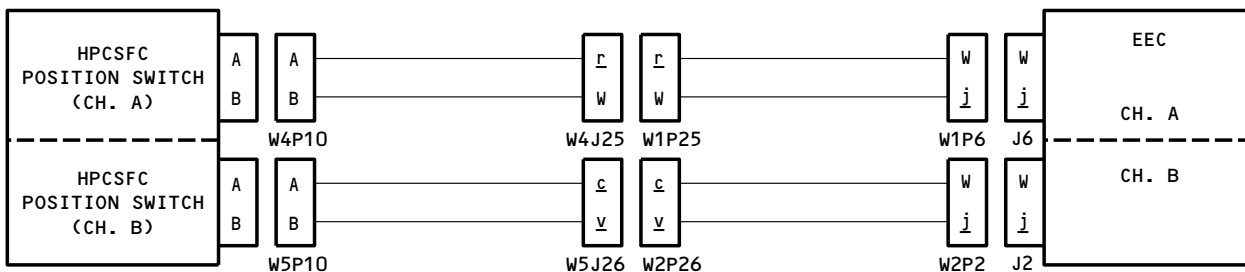 HPCSFC
POSITION SWITCH
(CH. A)
A A r r W W
B B W W j j
EEC
CH. A
W4P10 W4J25 W1P25 W1P6 J6
HPCSFC
POSITION SWITCH
(CH. B)
A A c c W W
B B v v j j
CH. B
W5P10 W5J26 W2P26 W2P2 J2